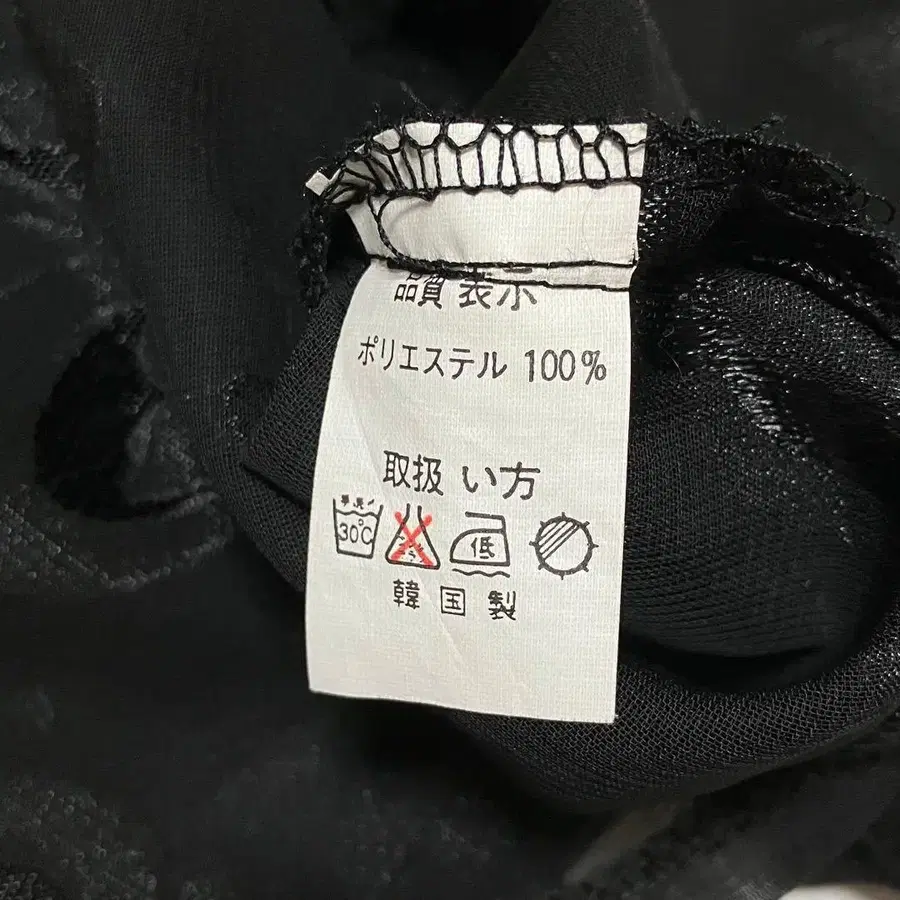 品質 表示
ポリエステル 100%
取扱 い方
30℃ 低
韓国製